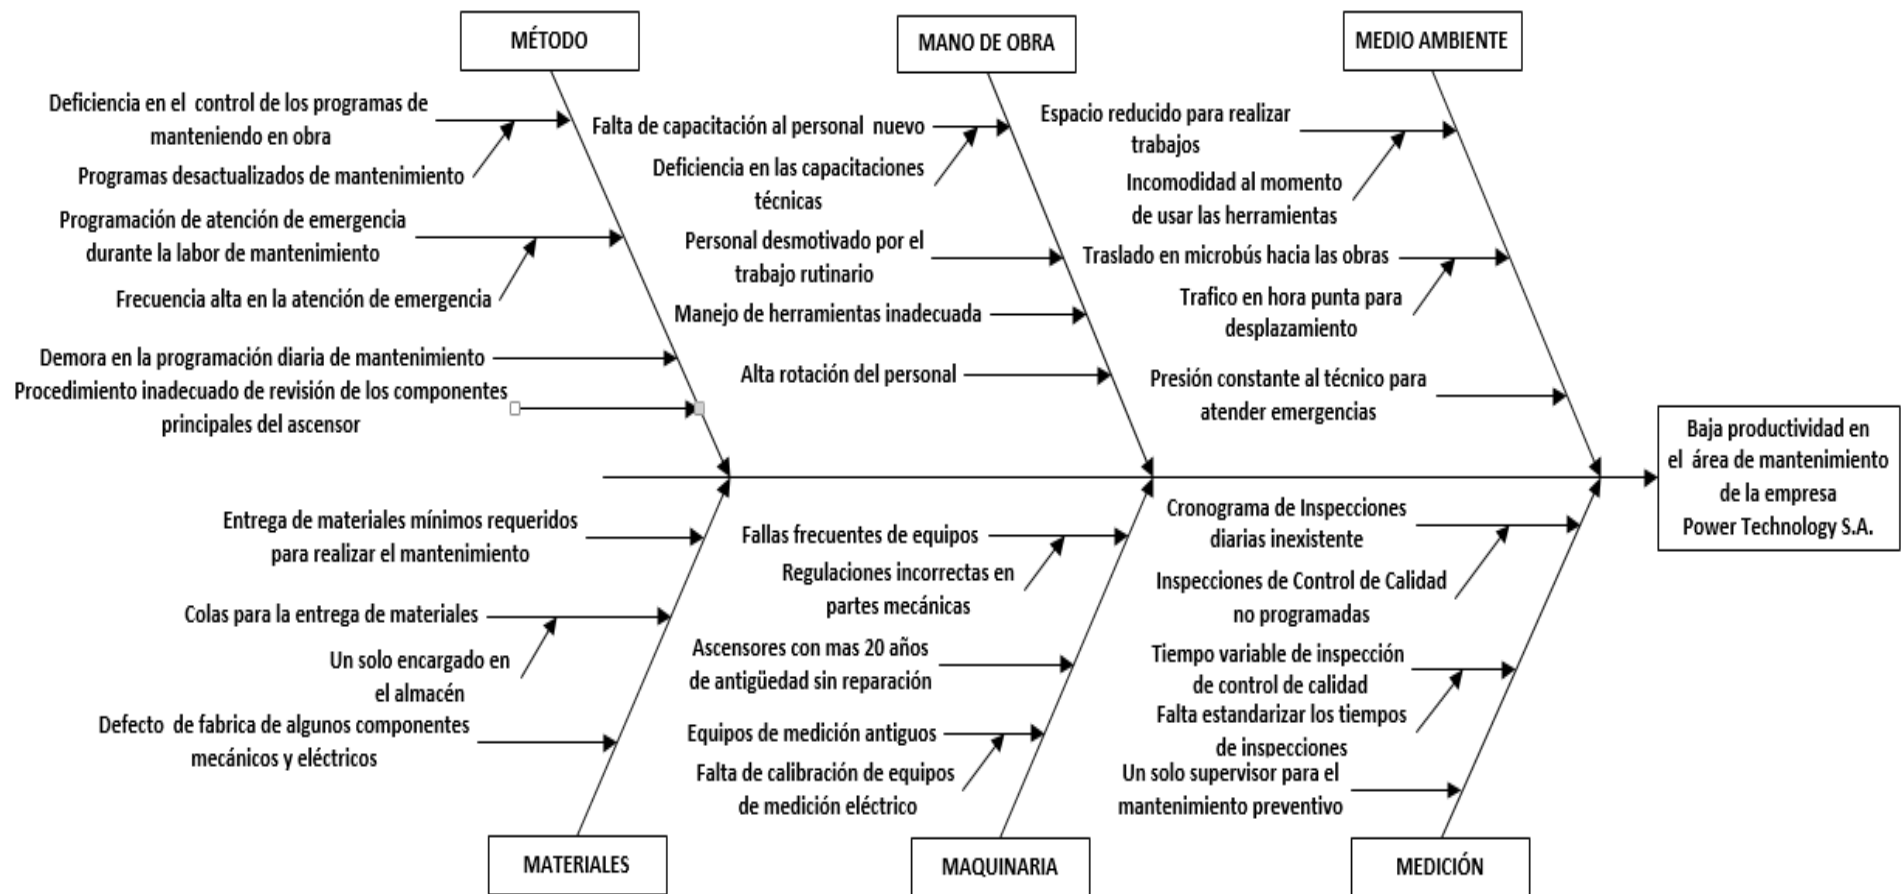 MÉTODO
Deficiencia en el control de los programas de
manteniendo en obra
Programas desactualizados de mantenimiento
Programación de atención de emergencia
durante la labor de mantenimiento
Frecuencia alta en la atención de emergencia
Demora en la programación diaria de mantenimiento
Procedimiento inadecuado de revisión de los componentes
principales del ascensor
MANO DE OBRA
Falta de capacitación al personal nuevo
Deficiencia en las capacitaciones
técnicas
Personal desmotivado por el
trabajo rutinario
Manejo de herramientas inadecuada
Alta rotación del personal
MEDIO AMBIENTE
Espacio reducido para realizar
trabajos
Incomodidad al momento
de usar las herramientas
Traslado en microbús hacia las obras
Trafico en hora punta para
desplazamiento
Presión constante al técnico para
atender emergencias
Baja productividad en
el área de mantenimiento
de la empresa
Power Technology S.A.
Entrega de materiales mínimos requeridos
para realizar el mantenimiento
Colas para la entrega de materiales
Un solo encargado en
el almacén
Defecto de fabrica de algunos componentes
mecánicos y eléctricos
MATERIALES
Fallas frecuentes de equipos
Regulaciones incorrectas en
partes mecánicas
Ascensores con mas 20 años
de antigüedad sin reparación
Equipos de medición antiguos
Falta de calibración de equipos
de medición eléctrico
MAQUINARIA
Cronograma de Inspecciones
diarias inexistente
Inspecciones de Control de Calidad
no programadas
Tiempo variable de inspección
de control de calidad
Falta estandarizar los tiempos
de inspecciones
Un solo supervisor para el
mantenimiento preventivo
MEDICIÓN